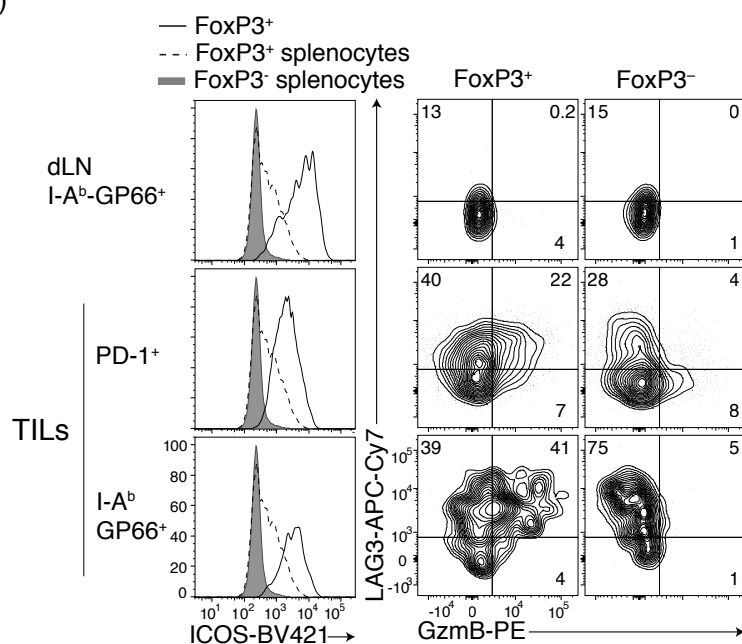 )
FoxP3⁺
FoxP3⁺ splenocytes
FoxP3⁻ splenocytes
FoxP3⁺
FoxP3⁻
dLN
I-Aᵇ-GP66⁺
13 0.2
4
15 0
1
TILs
PD-1⁺
40 22
7
28 4
8
I-Aᵇ
GP66⁺
100
80
60
40
20
0
10¹ 10² 10³ 10⁴ 10⁵
ICOS-BV421
LAG3-APC-Cy7
39 41
4
75 5
1
10⁵
10⁴
10³
0
-10³
0 10⁴ 10⁵
0 10⁴ 10⁵
GzmB-PE